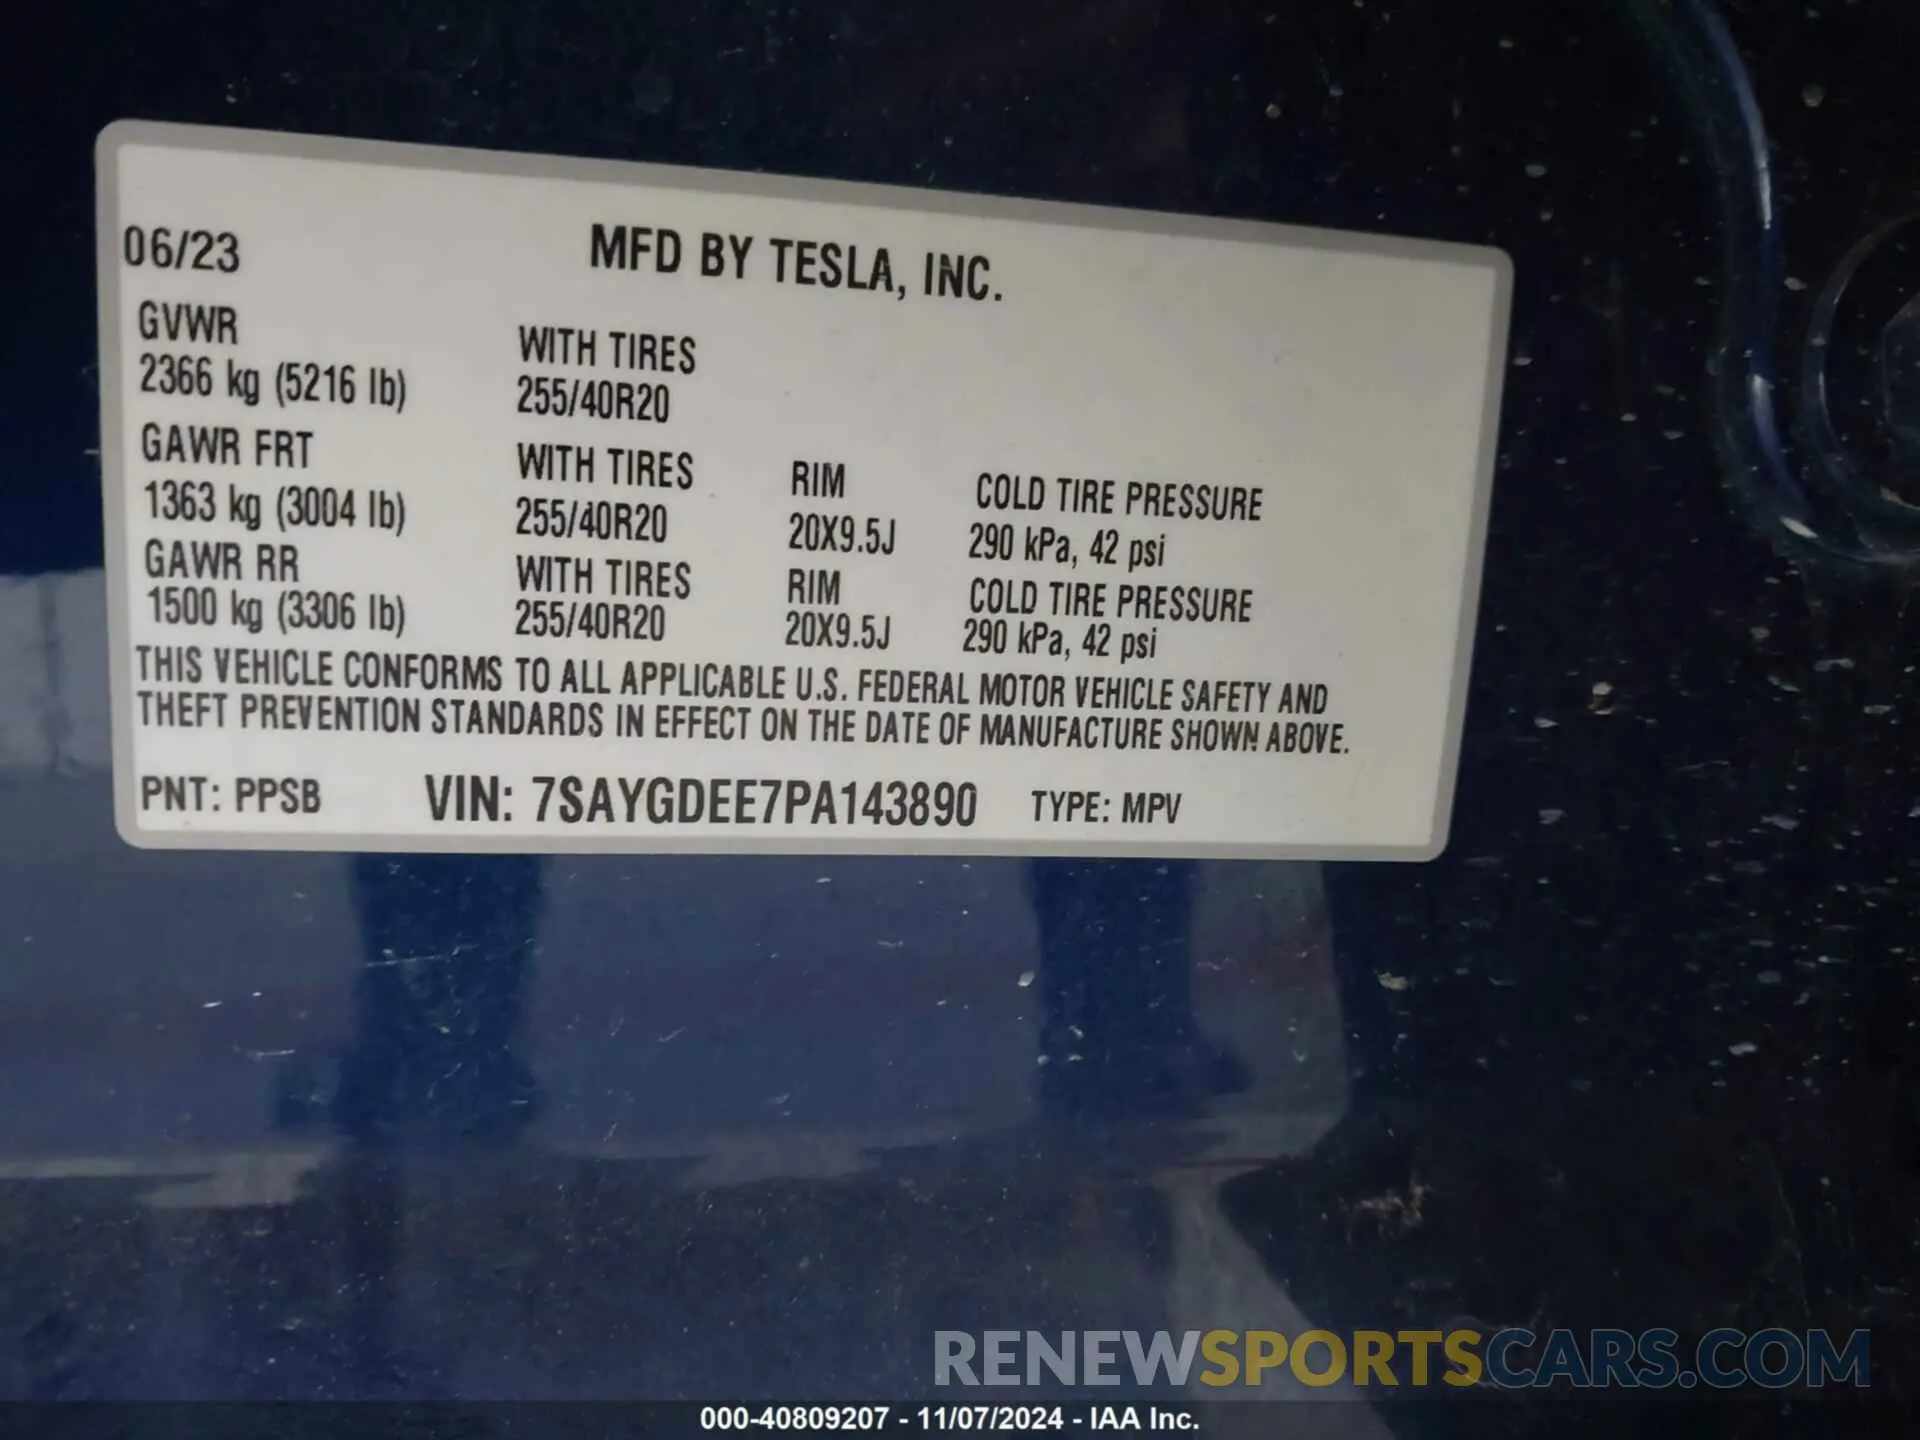 06/23 MFD BY TESLA, INC.
GVWR WITH TIRES
2366 kg (5216 lb) 255/40R20
GAWR FRT WITH TIRES RIM COLD TIRE PRESSURE
1363 kg (3004 lb) 255/40R20 20X9.5J 290 kPa, 42 psi
GAWR RR WITH TIRES RIM COLD TIRE PRESSURE
1500 kg (3306 lb) 255/40R20 20X9.5J 290 kPa, 42 psi
THIS VEHICLE CONFORMS TO ALL APPLICABLE U.S. FEDERAL MOTOR VEHICLE SAFETY AND
THEFT PREVENTION STANDARDS IN EFFECT ON THE DATE OF MANUFACTURE SHOWN ABOVE.
PNT: PPSB VIN: 7SAYGDEE7PA143890 TYPE: MPV
RENEWSPORTSCARS.COM
000-40809207 - 11/07/2024 - IAA Inc.